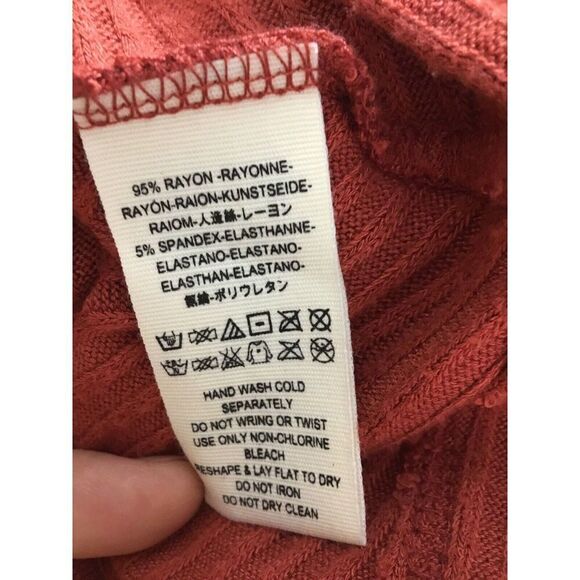 95% RAYON -RAYONNE-
RAYÓN-RAION-KUNSTSEIDE-
RAIOM-人造絲-レーヨン
5% SPANDEX-ELASTHANNE-
ELASTANO-ELASTANO-
ELASTHAN-ELASTANO-
-ポリウレタン
HAND WASH COLD
SEPARATELY
DO NOT WRING OR TWIST
USE ONLY NON-CHLORINE
BLEACH
RESHAPE & LAY FLAT TO DRY
DO NOT IRON
DO NOT DRY CLEAN